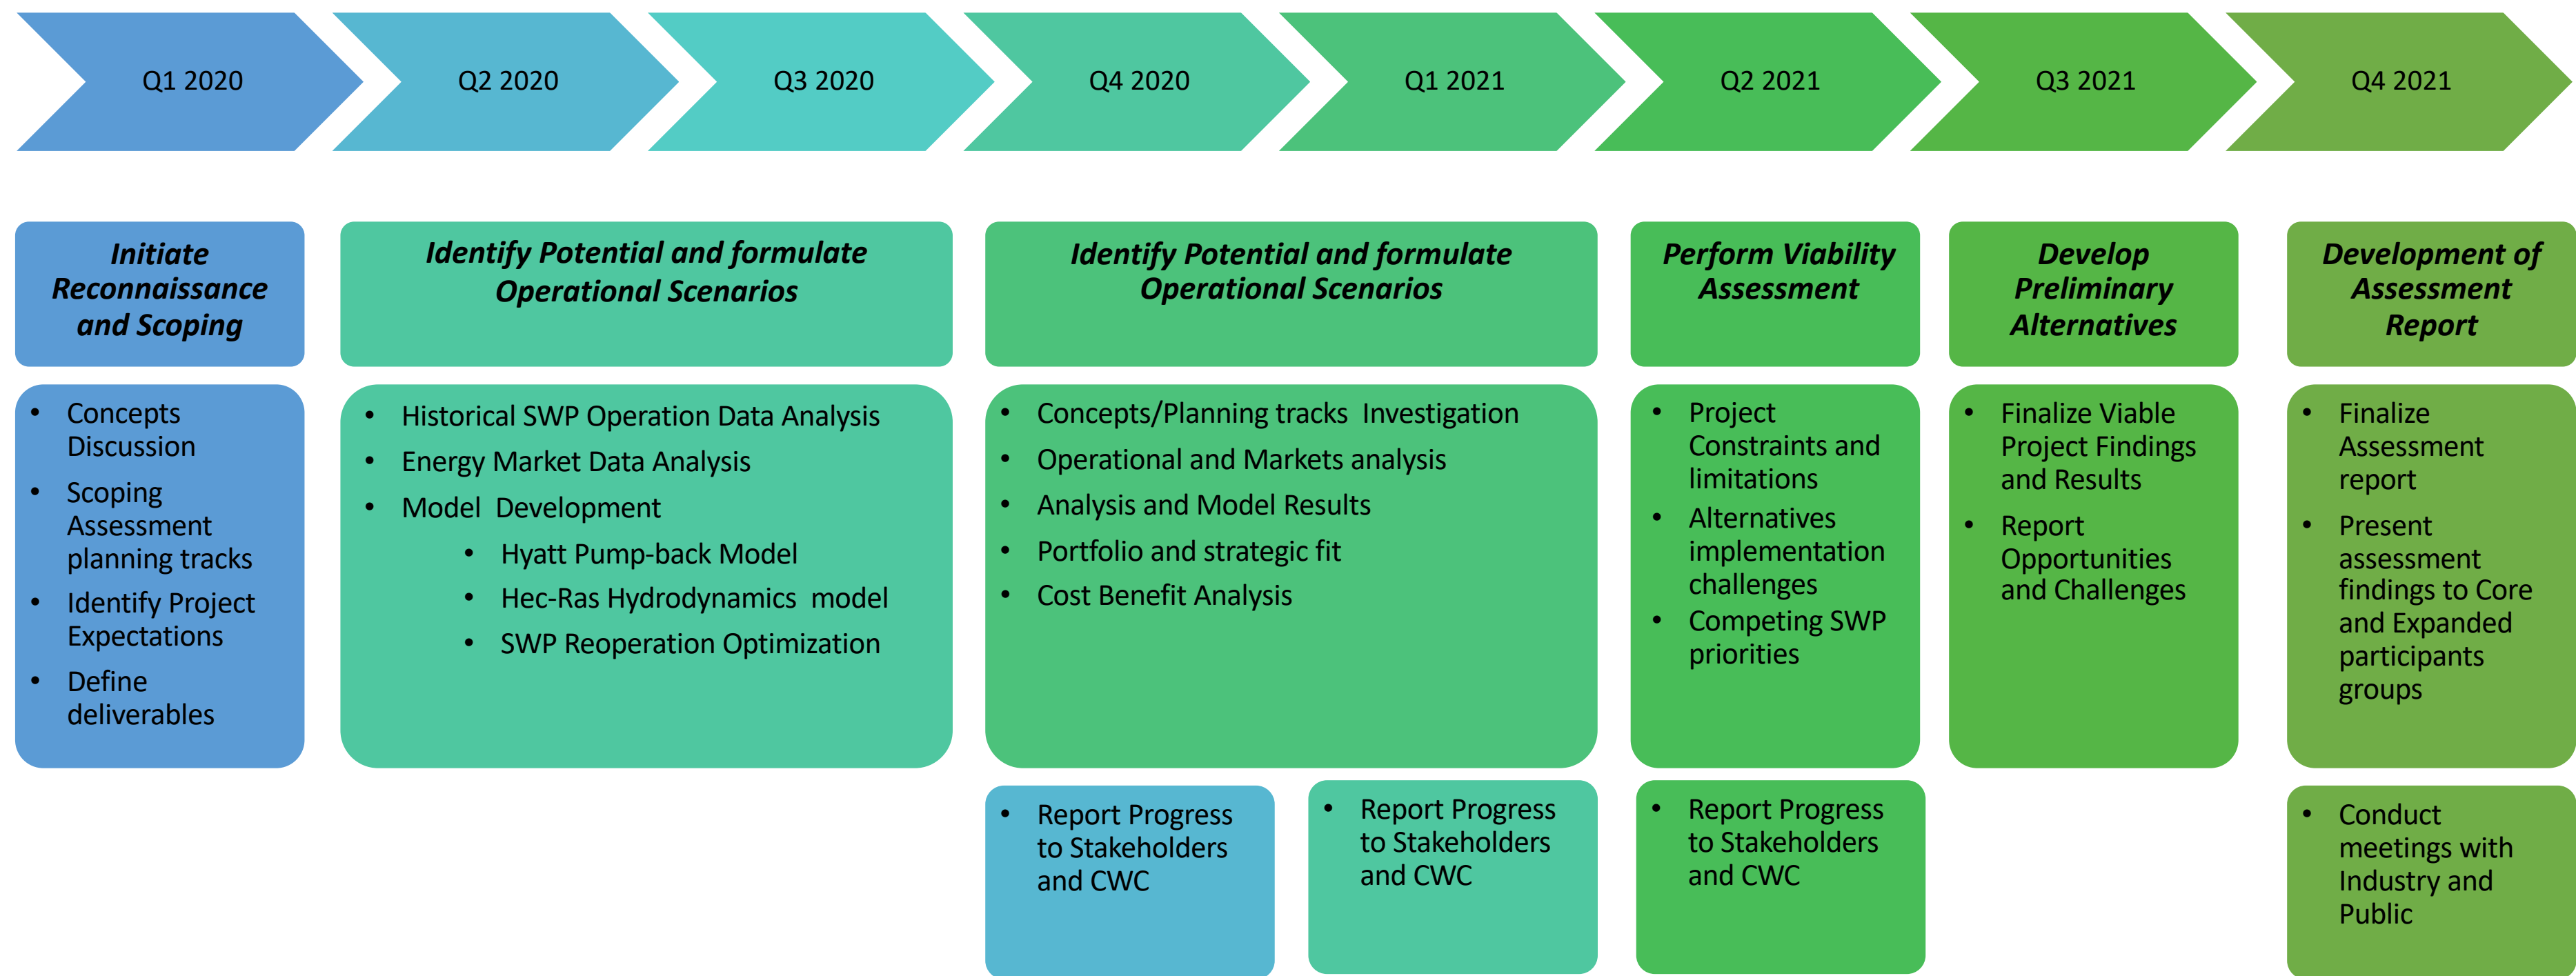 Q1 2020
Q2 2020
Q3 2020
Q4 2020
Q1 2021
Q2 2021
Q3 2021
Q4 2021
Initiate
Reconnaissance
and Scoping
• Concepts
Discussion
• Scoping
Assessment
planning tracks
• Identify Project
Expectations
• Define
deliverables
Identify Potential and formulate
Operational Scenarios
• Historical SWP Operation Data Analysis
• Energy Market Data Analysis
• Model Development
• Hyatt Pump-back Model
• Hec-Ras Hydrodynamics model
• SWP Reoperation Optimization
Identify Potential and formulate
Operational Scenarios
• Concepts/Planning tracks Investigation
• Operational and Markets analysis
• Analysis and Model Results
• Portfolio and strategic fit
• Cost Benefit Analysis
• Report Progress
to Stakeholders
and CWC
• Report Progress
to Stakeholders
and CWC
Perform Viability
Assessment
• Project
Constraints and
limitations
• Alternatives
implementation
challenges
• Competing SWP
priorities
• Report Progress
to Stakeholders
and CWC
Develop
Preliminary
Alternatives
• Finalize Viable
Project Findings
and Results
• Report
Opportunities
and Challenges
Development of
Assessment
Report
• Finalize
Assessment
report
• Present
assessment
findings to Core
and Expanded
participants
groups
• Conduct
meetings with
Industry and
Public